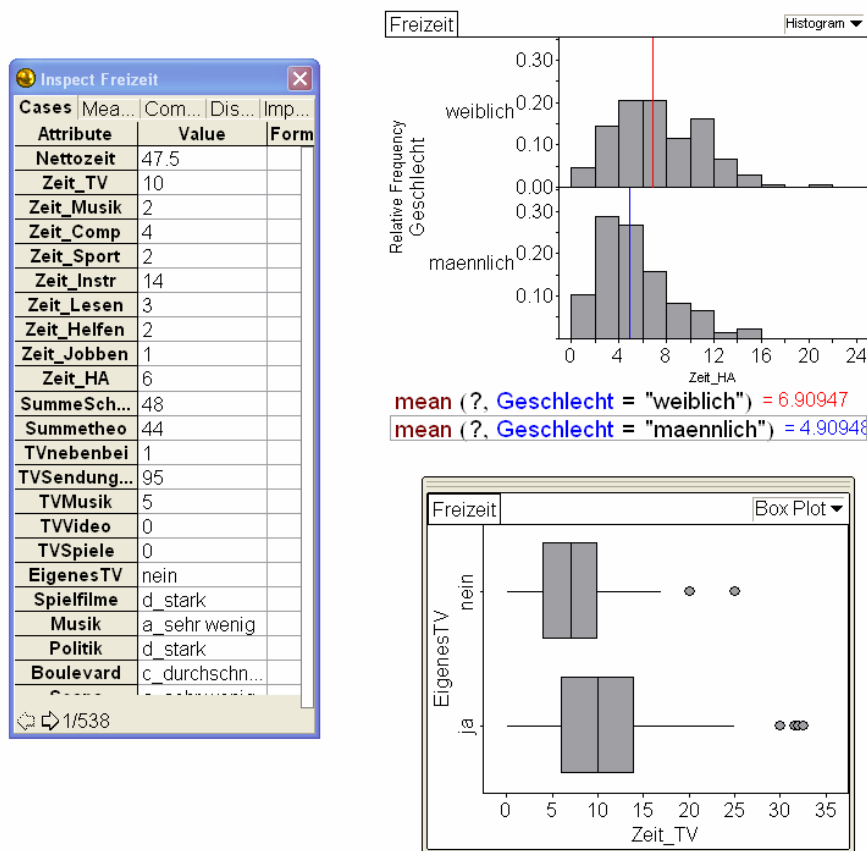 Inspect Freizeit
Cases Mea... Com... Dis... Imp...
Attribute Value Form
Nettozeit 47.5
Zeit_TV 10
Zeit_Musik 2
Zeit_Comp 4
Zeit_Sport 2
Zeit_Instr 14
Zeit_Lesen 3
Zeit_Helfen 2
Zeit_Jobben 1
Zeit_HA 6
SummeSch... 48
Summetheo 44
TVnebenbei 1
TVSendung... 95
TVMusik 5
TVVideo 0
TVSpiele 0
EigenesTV nein
Spielfilme d_stark
Musik a_sehr wenig
Politik d_stark
Boulevard c_durchschn...
1/538
Freizeit Histogram
Relative Frequency
Geschlecht
weiblich
0.30
0.20
0.10
0.00
maennlich
0.30
0.20
0.10
0 4 8 12 16 20 24
Zeit_HA
mean (?, Geschlecht = "weiblich") = 6.90947
mean (?, Geschlecht = "maennlich") = 4.90948
Freizeit Box Plot
EigenesTV
nein
ja
0 5 10 15 20 25 30 35
Zeit_TV